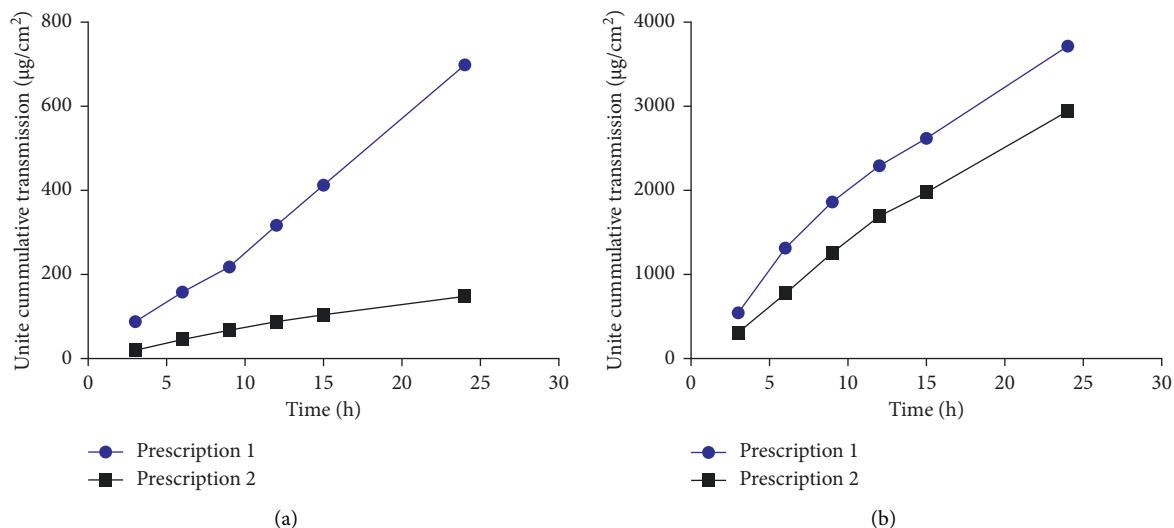 Unite cummulative transmission (μg/cm²)
800
600
400
200
0
0 5 10 15 20 25 30
Time (h)
Prescription 1
Prescription 2
(a)
Unite cummulative transmission (μg/cm²)
4000
3000
2000
1000
0
0 5 10 15 20 25 30
Time (h)
Prescription 1
Prescription 2
(b)